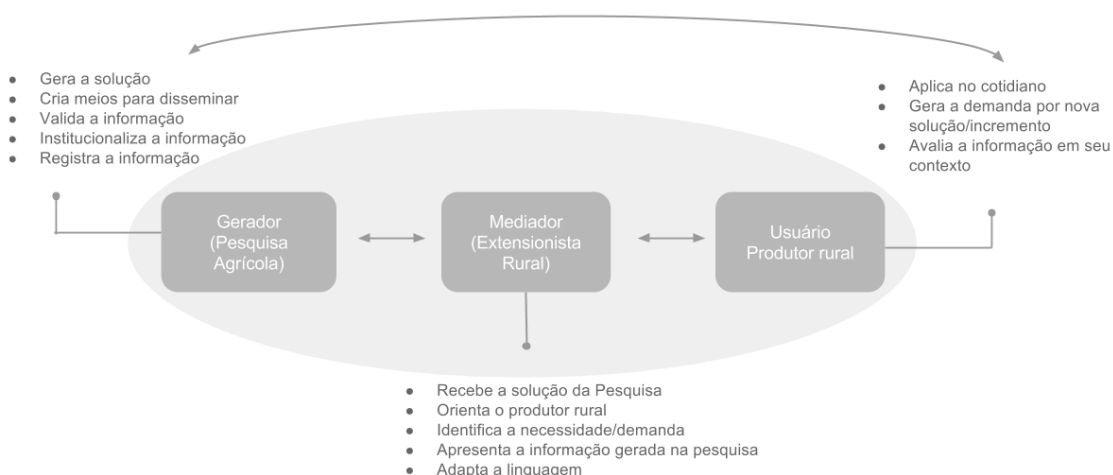 Gera a solução
Cria meios para disseminar
Valida a informação
Institucionaliza a informação
Registra a informação
Aplica no cotidiano
Gera a demanda por nova
solução/incremento
Avalia a informação em seu
contexto
Gerador
(Pesquisa
Agrícola)
Mediador
(Extensionista
Rural)
Usuário
Produtor rural
Recebe a solução da Pesquisa
Orienta o produtor rural
Identifica a necessidade/demanda
Apresenta a informação gerada na pesquisa
Adapta a linguagem